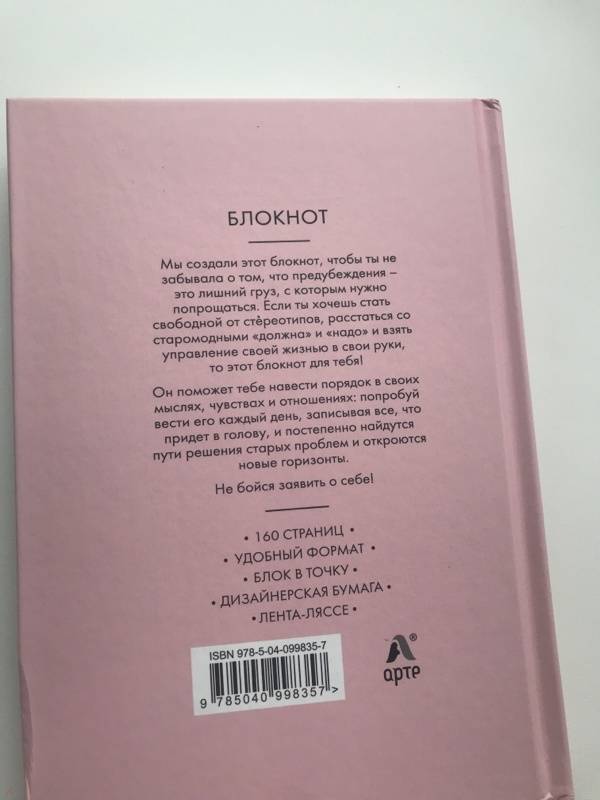 БЛОКНОТ
Мы создали этот блокнот, чтобы ты не
забывала о том, что предубеждения –
это лишний груз, с которым нужно
попрощаться. Если ты хочешь стать
свободной от стереотипов, расстаться со
старомодными «должна» и «надо» и взять
управление своей жизнью в свои руки,
то этот блокнот для тебя!
Он поможет тебе навести порядок в своих
мыслях, чувствах и отношениях: попробуй
вести его каждый день, записывая все, что
придет в голову, и постепенно найдутся
пути решения старых проблем и откроются
новые горизонты.
Не бойся заявить о себе!
• 160 СТРАНИЦ •
• УДОБНЫЙ ФОРМАТ •
• БЛОК В ТОЧКУ •
• ДИЗАЙНЕРСКАЯ БУМАГА •
• ЛЕНТА-ЛЯССЕ •
ISBN 978-5-04-099835-7
9 785040 998357 >
®
арте